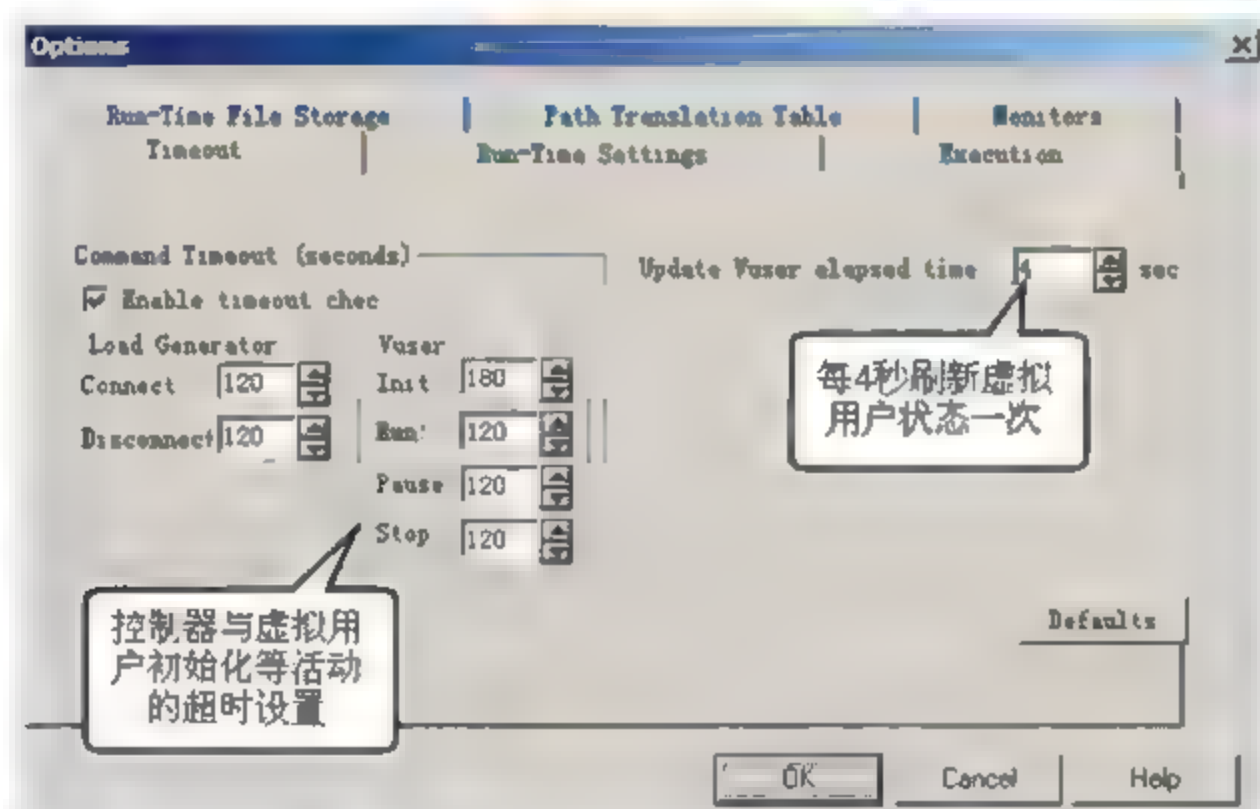 Options
Run-Time File Storage Path Translation Table Monitors
Timeout Run-Time Settings Execution
Command Timeout (seconds)
Update Vuser elapsed time 4 sec
Enable timeout chec
Load Generator Vuser
Connect 120 Init 180
Disconnect 120 Run: 120
Pause 120
Stop 120
每4秒刷新虚拟
用户状态一次
控制器与虚拟用
户初始化等活动
的超时设置
Defaults
OK Cancel Help